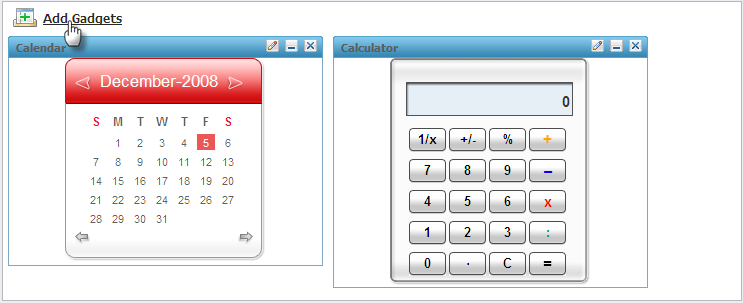 Add Gadgets
Calendar
December-2008
S M T W T F S
1 2 3 4 5 6
7 8 9 10 11 12 13
14 15 16 17 18 19 20
21 22 23 24 25 26 27
28 29 30 31
Calculator
0
1/x +/- % +
7 8 9 −
4 5 6 x
1 2 3 :
0 . C =